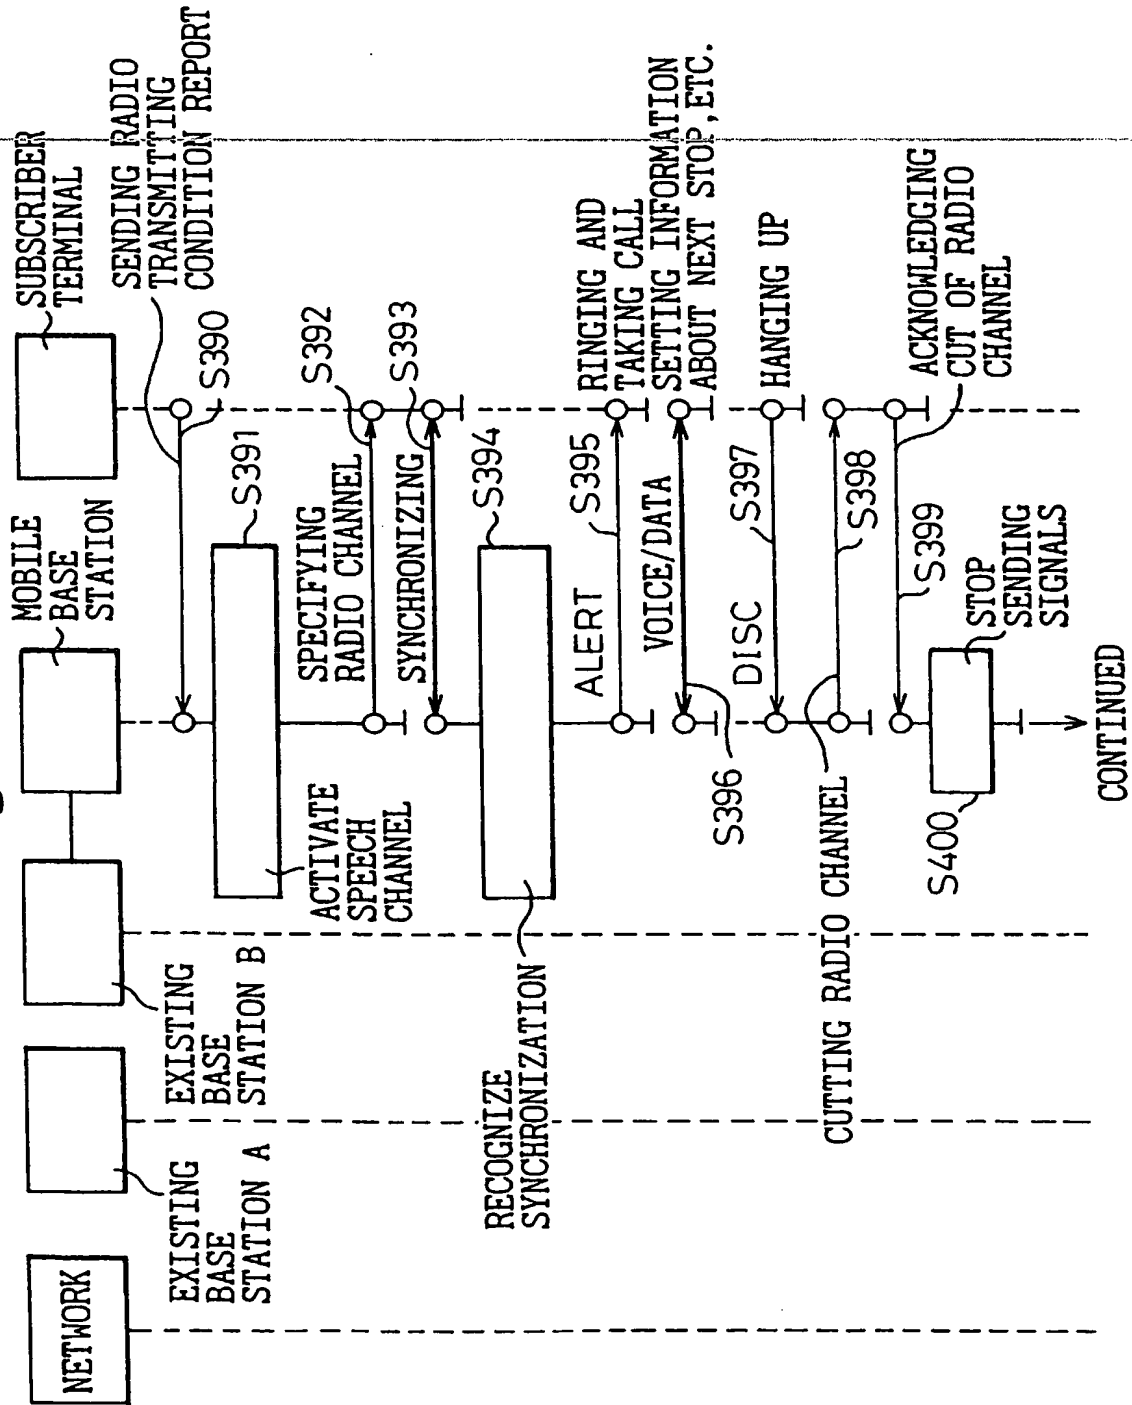 NETWORK
EXISTING
BASE
STATION A
EXISTING
BASE
STATION B
MOBILE
BASE
STATION
SUBSCRIBER
TERMINAL
SENDING RADIO
TRANSMITTING
CONDITION REPORT
S390
S391
ACTIVATE
SPEECH
CHANNEL
SPECIFYING
RADIO CHANNEL
S392
SYNCHRONIZING
S393
S394
RECOGNIZE
SYNCHRONIZATION
ALERT
S395
RINGING AND
TAKING CALL
VOICE/DATA
S396
SETTING INFORMATION
ABOUT NEXT STOP,ETC.
DISC
S397
HANGING UP
CUTTING RADIO CHANNEL
S398
S399
ACKNOWLEDGING
CUT OF RADIO
CHANNEL
S400
STOP
SENDING
SIGNALS
CONTINUED